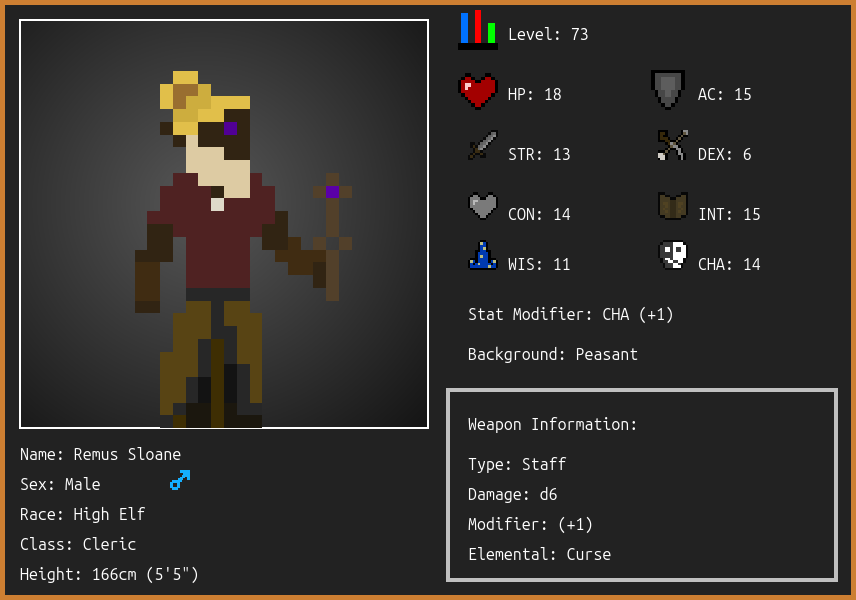 Level: 73
HP: 18
AC: 15
STR: 13
DEX: 6
CON: 14
INT: 15
WIS: 11
CHA: 14
Stat Modifier: CHA (+1)
Background: Peasant
Weapon Information:
Type: Staff
Damage: d6
Modifier: (+1)
Elemental: Curse
Name: Remus Sloane
Sex: Male
Race: High Elf
Class: Cleric
Height: 166cm (5'5")